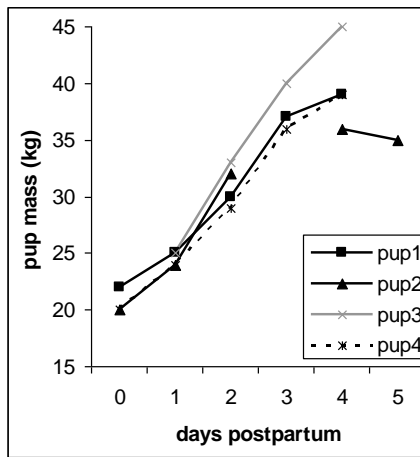 45
40
35
30
25
20
15
pup mass (kg)
pup1
pup2
pup3
pup4
0 1 2 3 4 5
days postpartum